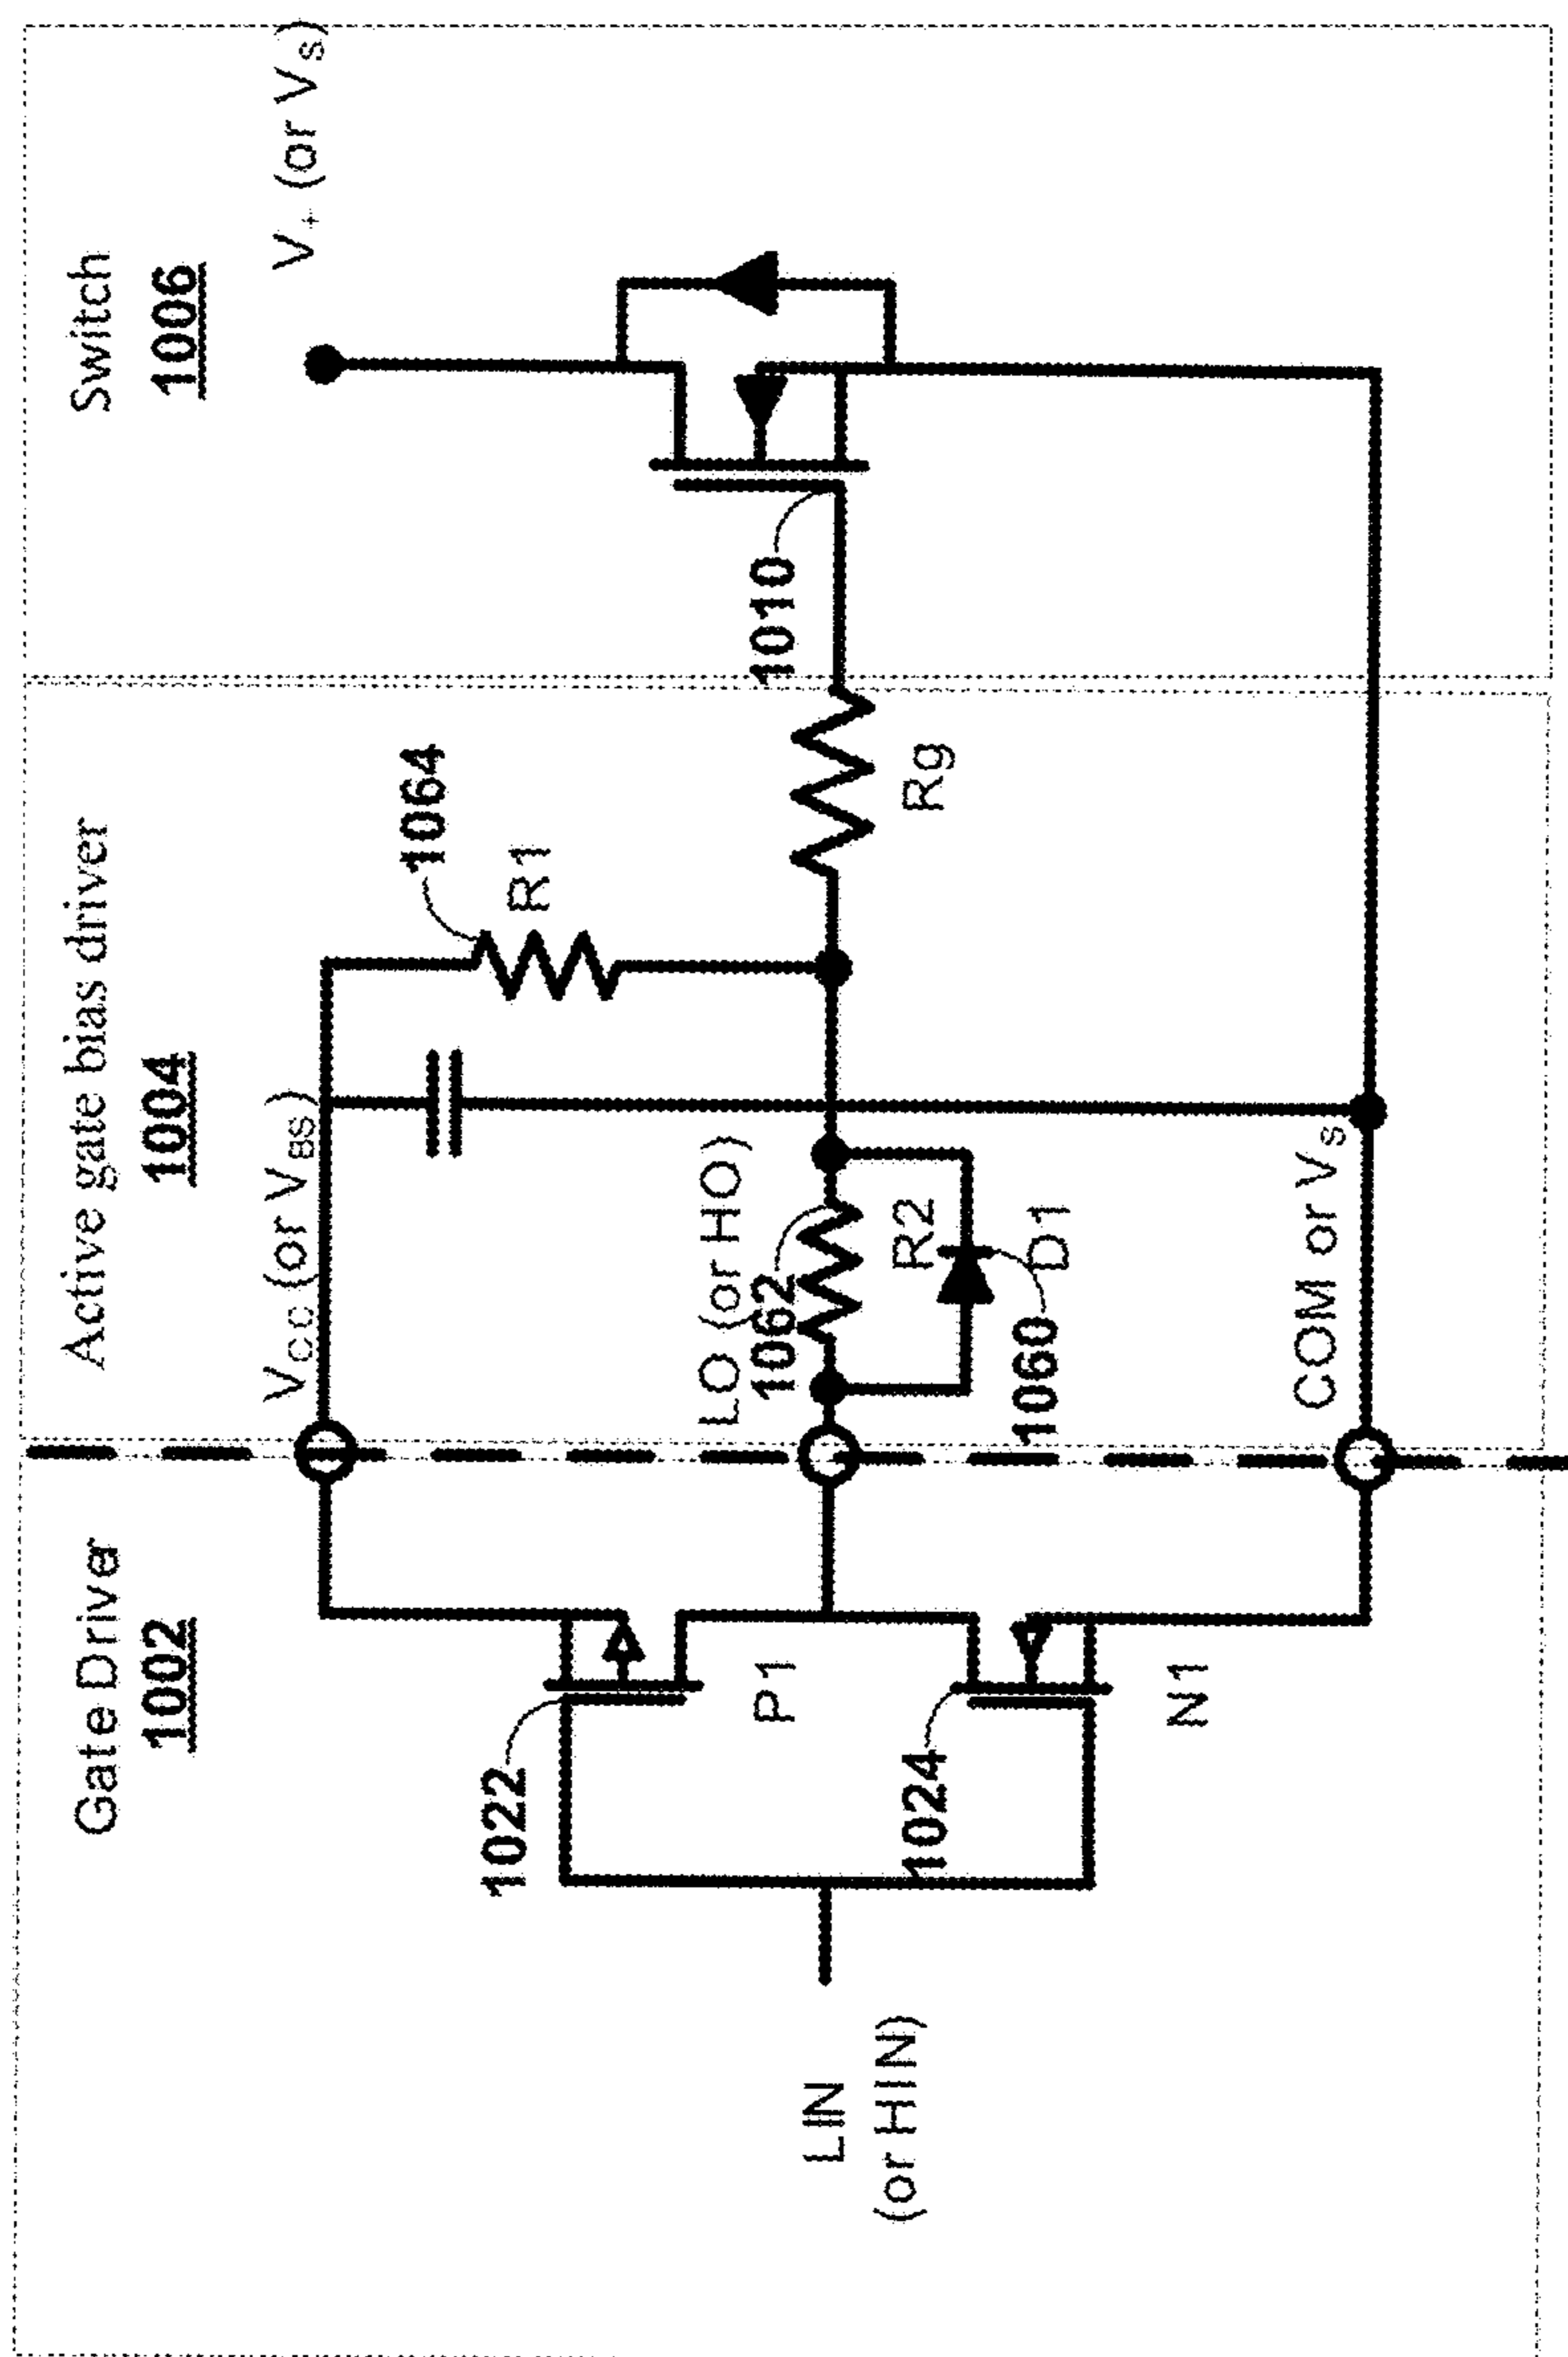 Gate Driver
1002
Active gate bias driver
1004
Switch
1006
V+ (or VS)
VCC (or VBS)
1064
R1
1022
P1
LO (or HO)
1062
R2
1010
Rg
LIN
(or HIN)
1024
N1
1060
D1
COM or VS